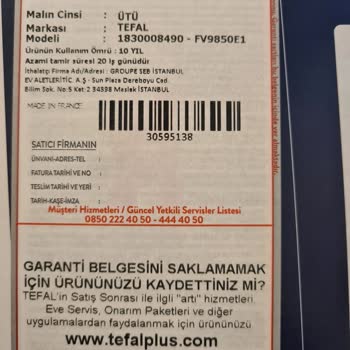 Malın Cinsi : ÜTÜ
Markası : TEFAL
Modeli : 1830008490 - FV9850E1
Ürünün Kullanım Ömrü : 10 YIL
Azami tamir süresi 20 iş günüdür
İthalatçı Firma Adı/Adresi : GROUPE SEB İSTANBUL
EV ALETLERİ TİC. A.Ş - Sun Plaza Dereboyu Cad.
Bilim Sok. No:5 Kat:2 34398 Maslak İSTANBUL
MADE IN FRANCE
30595138
SATICI FİRMANIN
ÜNVANI-ADRES-TEL :
FATURA TARİHİ VE NO :
TESLİM TARİHİ VE YERİ :
TARİH-KAŞE-İMZA :
Müşteri Hizmetleri / Güncel Yetkili Servisler Listesi
0850 222 40 50 - 444 40 50
GARANTİ BELGESİNİ SAKLAMAMAK
İÇİN ÜRÜNÜNÜZÜ KAYDETTİNİZ Mİ?
TEFAL'in Satış Sonrası ile ilgili "artı" hizmetleri.
Eve Servis, Onarım Paketleri ve diğer
uygulamalardan faydalanmak için ürününüzü
www.tefalplus.com'a